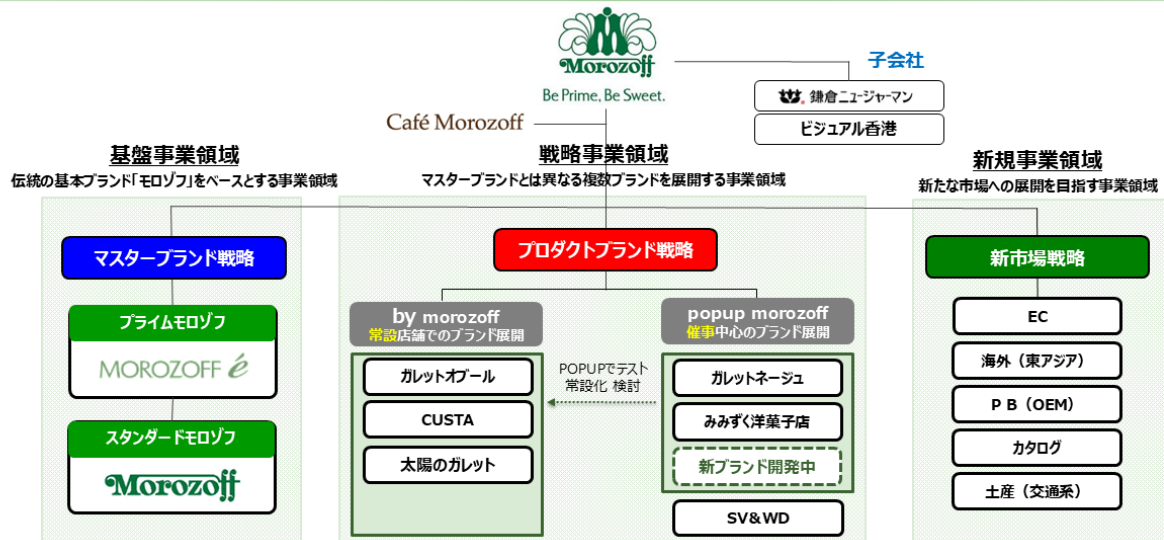 Morozoff
Be Prime, Be Sweet.
子会社
鎌倉ニュージャーマン
ビジュアル香港
Café Morozoff
基盤事業領域
伝統の基本ブランド「モロゾフ」をベースとする事業領域
マスターブランド戦略
プライムモロゾフ
MOROZOFF é
スタンダードモロゾフ
Morozoff
戦略事業領域
マスターブランドとは異なる複数ブランドを展開する事業領域
プロダクトブランド戦略
by morozoff
常設店舗でのブランド展開
ガレットオブール
CUSTA
太陽のガレット
POPUPでテスト
常設化 検討
popup morozoff
催事中心のブランド展開
ガレットネージュ
みみずく洋菓子店
新ブランド開発中
SV&WD
新規事業領域
新たな市場への展開を目指す事業領域
新市場戦略
EC
海外（東アジア）
ＰＢ（OEM）
カタログ
土産（交通系）